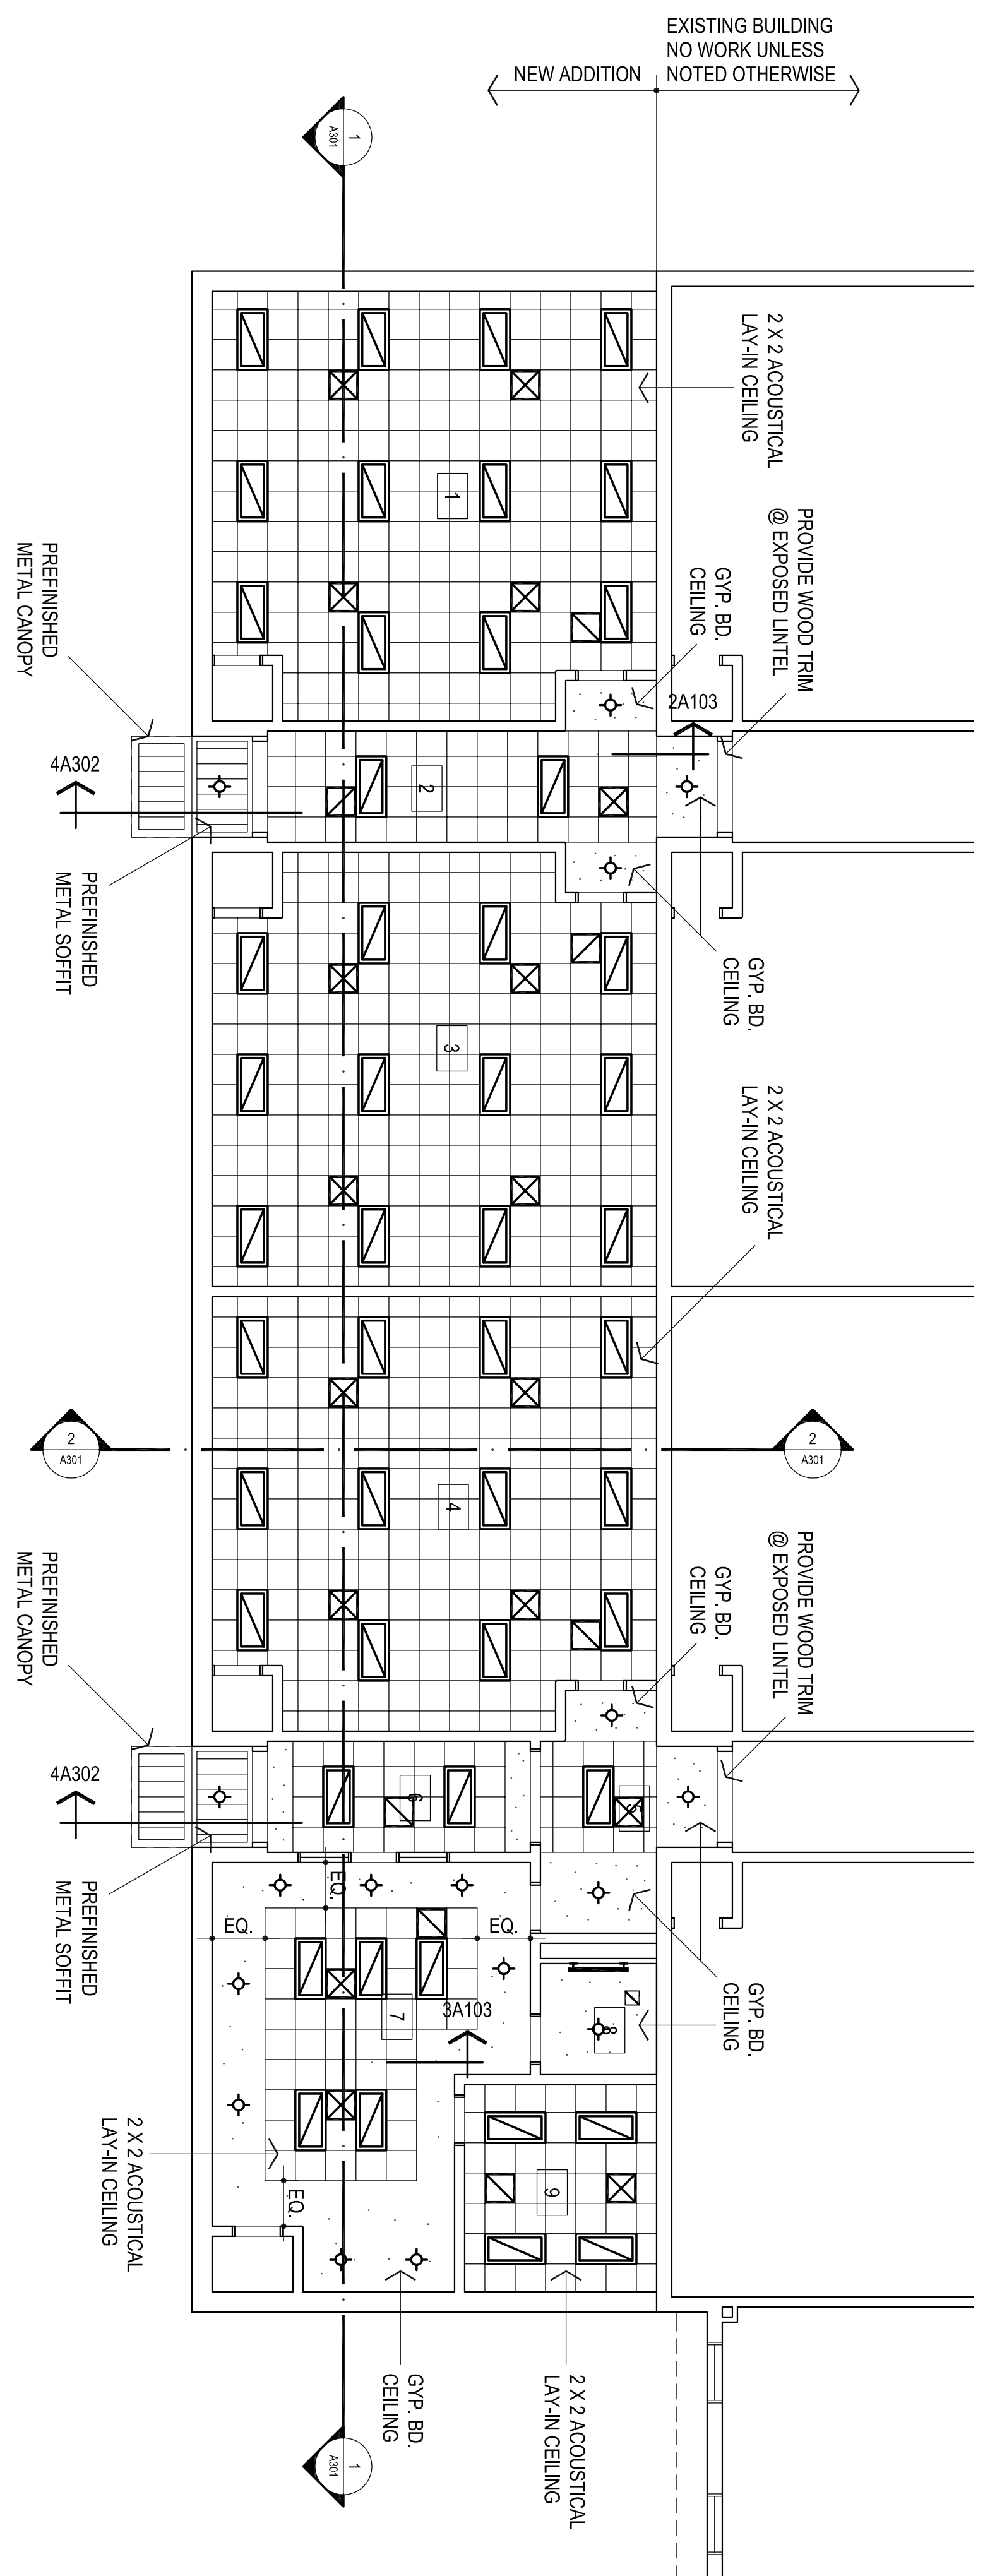 EXISTING BUILDING
NO WORK UNLESS
NOTED OTHERWISE
NEW ADDITION
1
A301
2 X 2 ACOUSTICAL
LAY-IN CEILING
PROVIDE WOOD TRIM
@ EXPOSED LINTEL
GYP. BD.
CEILING
1
PREFINISHED
METAL CANOPY
2A103
4A302
2
PREFINISHED
METAL SOFFIT
GYP. BD.
CEILING
3
2 X 2 ACOUSTICAL
LAY-IN CEILING
2
A301
2
A301
4
PROVIDE WOOD TRIM
@ EXPOSED LINTEL
GYP. BD.
CEILING
PREFINISHED
METAL CANOPY
4A302
6
5
PREFINISHED
METAL SOFFIT
EQ.
EQ.
EQ.
GYP. BD.
CEILING
7
3A103
8
2 X 2 ACOUSTICAL
LAY-IN CEILING
EQ.
9
GYP. BD.
CEILING
2 X 2 ACOUSTICAL
LAY-IN CEILING
1
A301